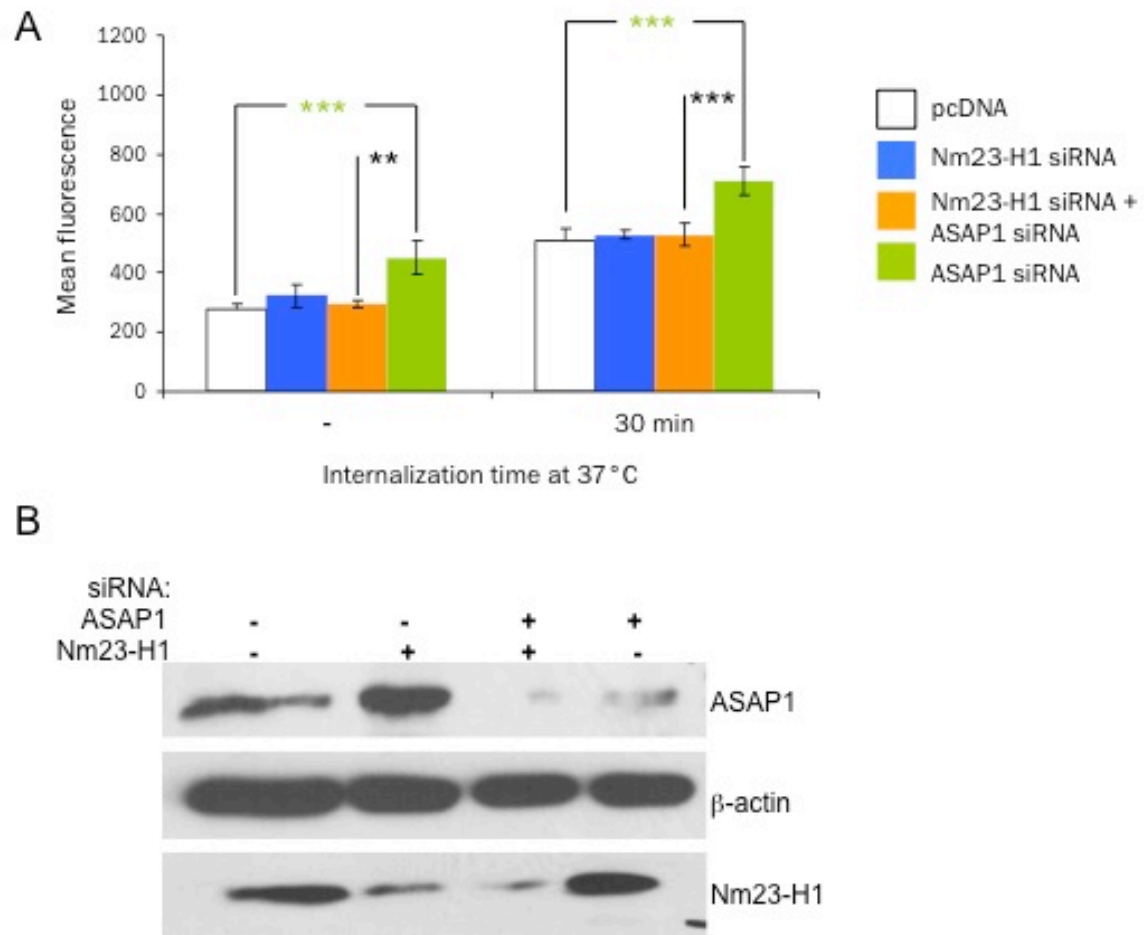 A
1200
1000
800
600
400
200
0
Mean fluorescence
***
**
***
***
-
30 min
Internalization time at 37°C
pcDNA
Nm23-H1 siRNA
Nm23-H1 siRNA +
ASAP1 siRNA
ASAP1 siRNA
B
siRNA:
ASAP1 - - + +
Nm23-H1 - + + -
ASAP1
β-actin
Nm23-H1